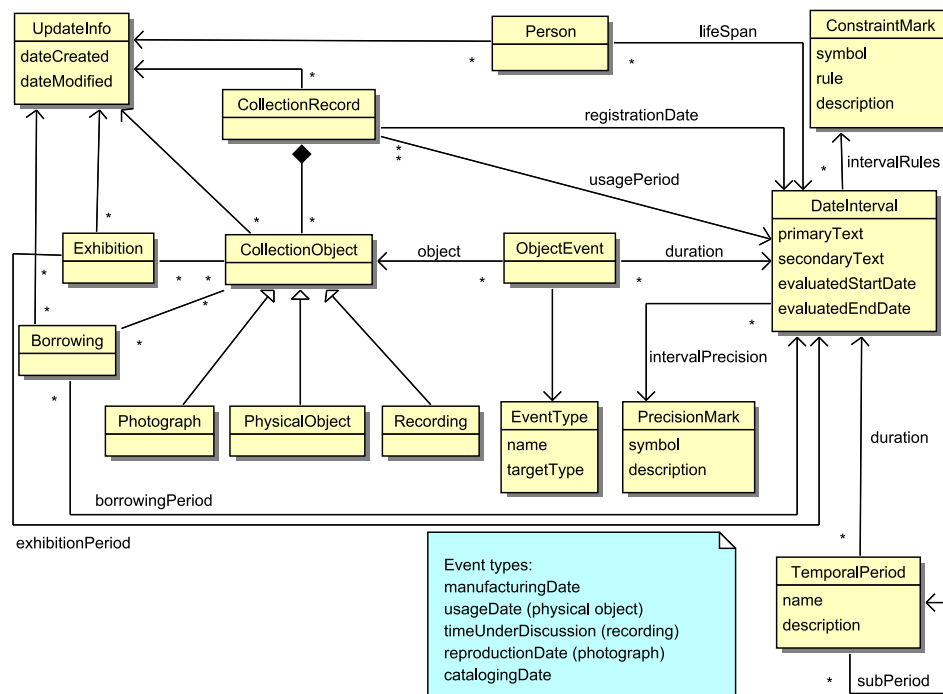 UpdateInfo
dateCreated
dateModified
Person
*
*
lifeSpan
ConstraintMark
symbol
rule
description
*
CollectionRecord
registrationDate
*
*
usagePeriod
*
intervalRules
DateInterval
primaryText
secondaryText
evaluatedStartDate
evaluatedEndDate
*
*
*
Exhibition
*
*
*
CollectionObject
object
*
ObjectEvent
*
duration
*
*
Borrowing
*
*
*
intervalPrecision
Photograph
PhysicalObject
Recording
EventType
name
targetType
PrecisionMark
symbol
description
duration
borrowingPeriod
exhibitionPeriod
*
Event types:
manufacturingDate
usageDate (physical object)
timeUnderDiscussion (recording)
reproductionDate (photograph)
catalogingDate
TemporalPeriod
name
description
*
subPeriod